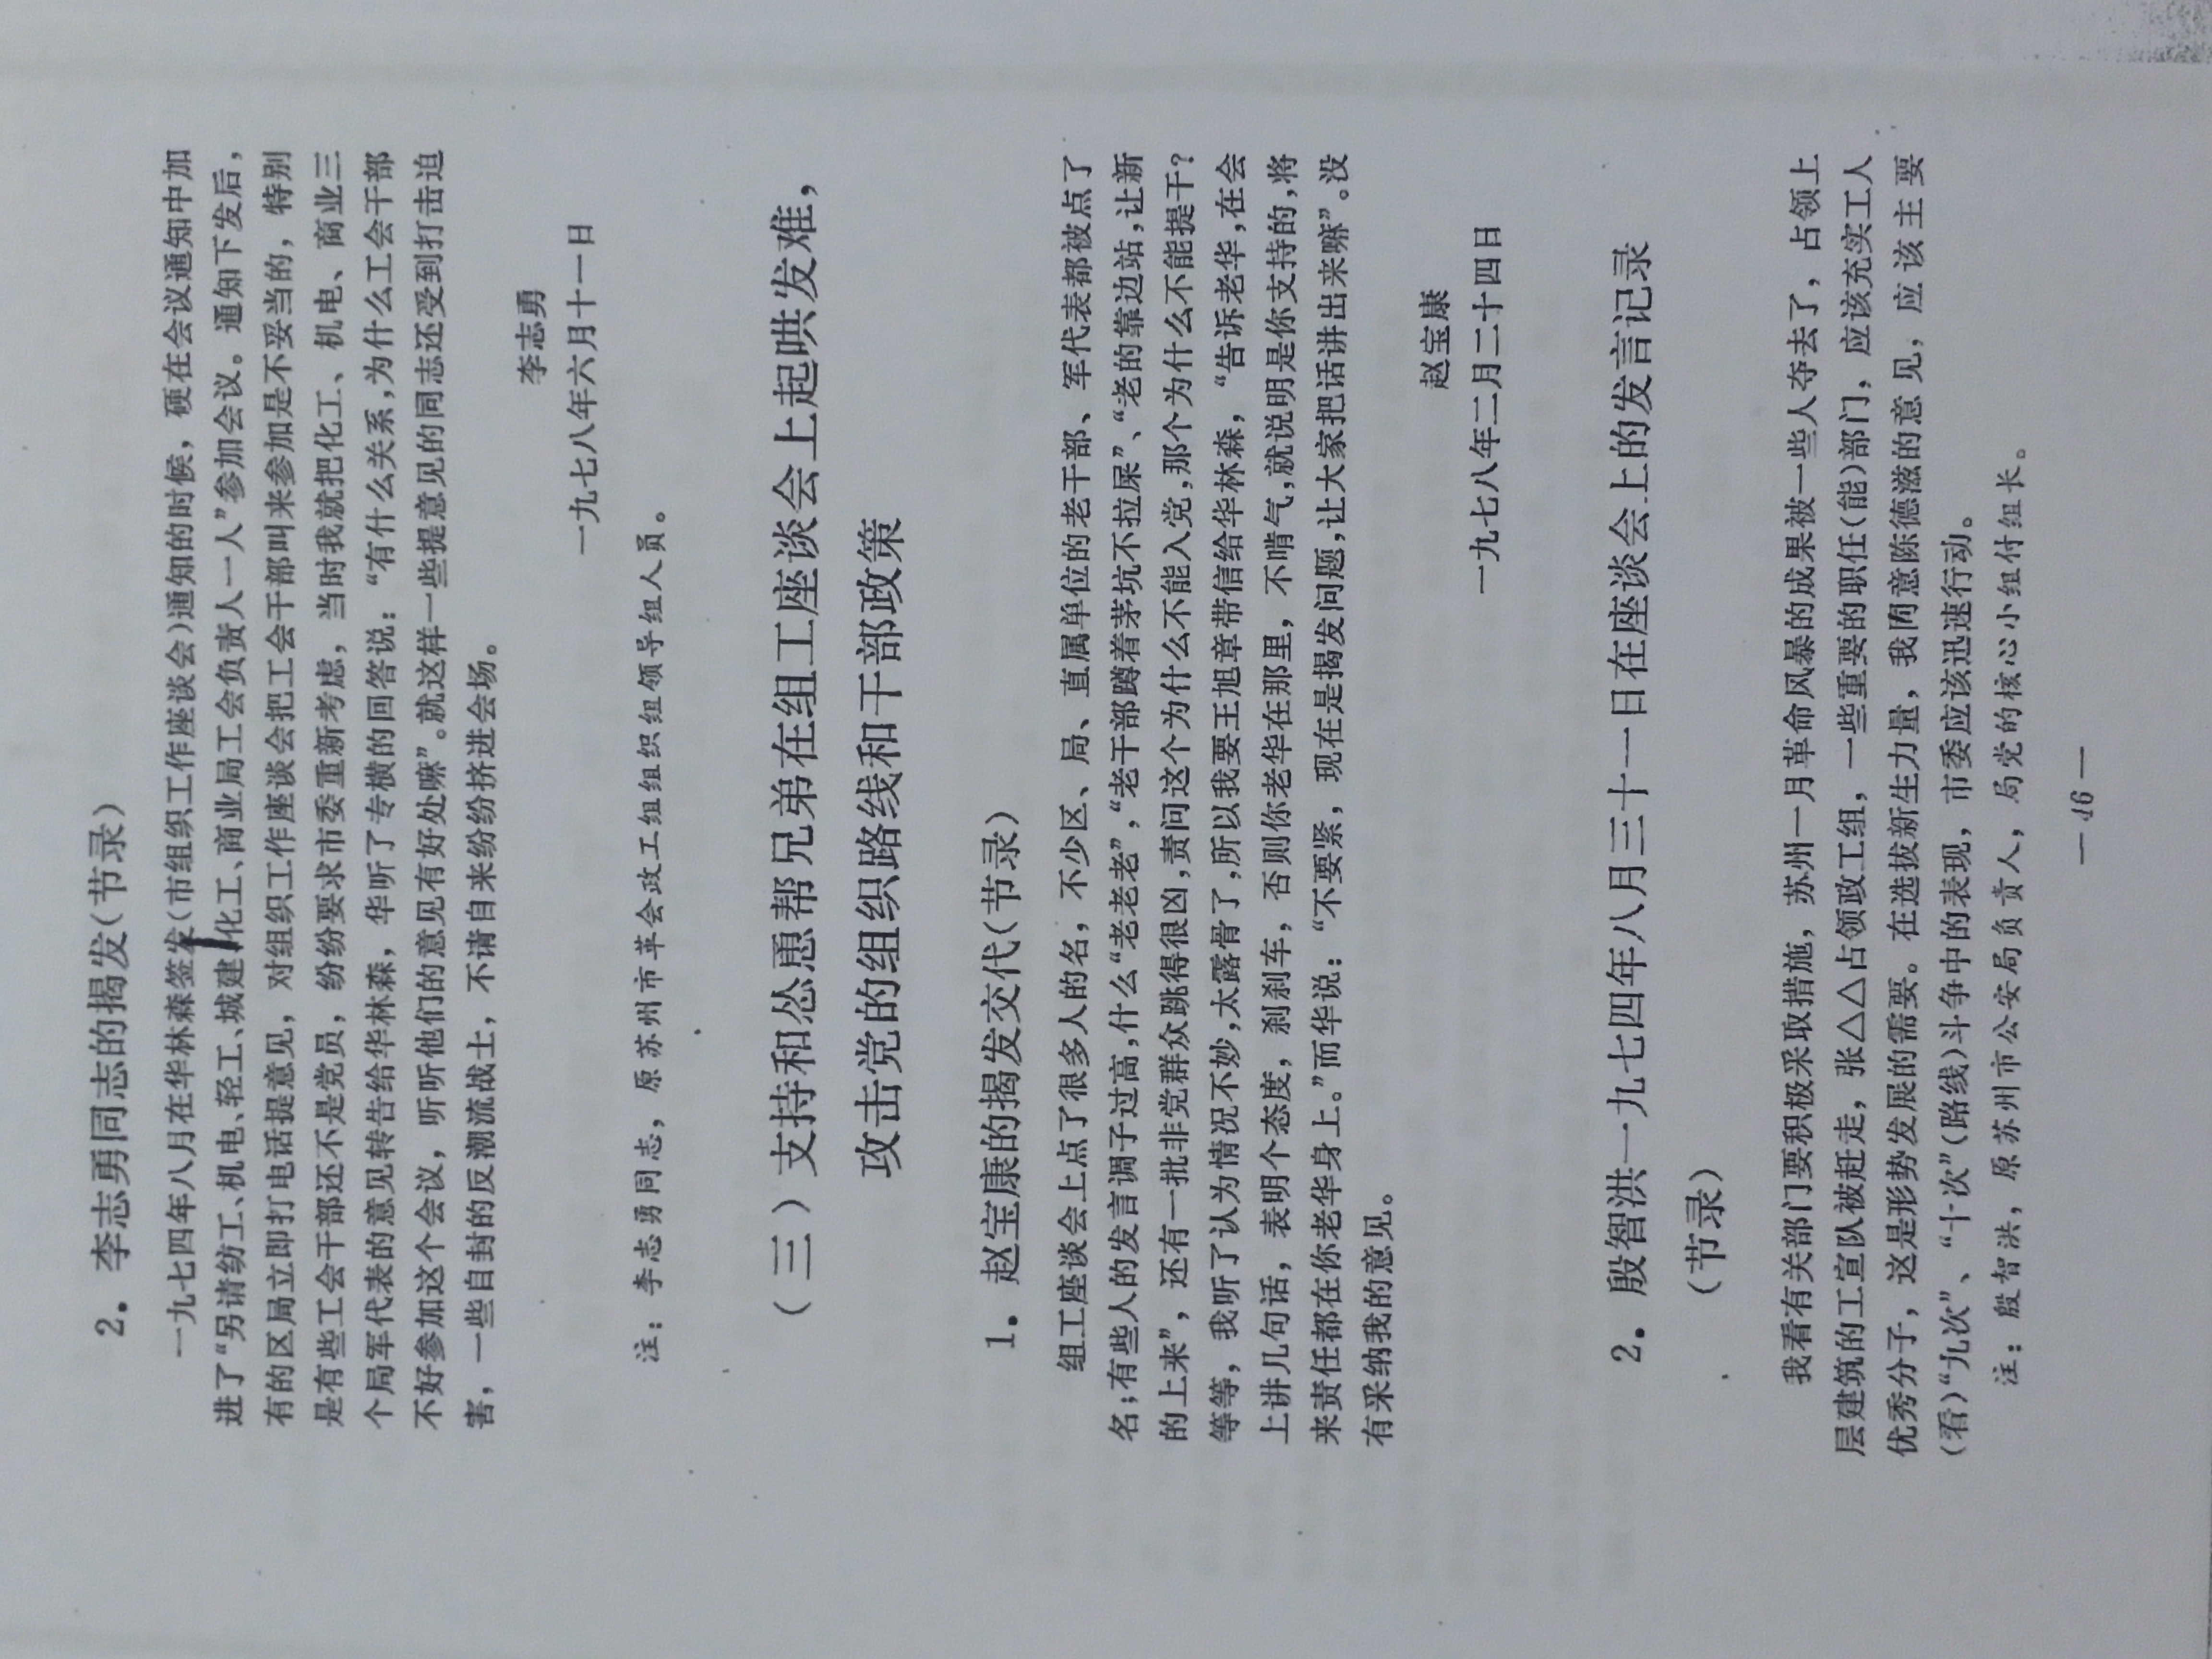 2. 李志勇同志的揭发(节录)
一九七四年八月在华林森签发(市组织工作座谈会)通知的时候，硬在会议通知中加
进了“另请纺工、机电、轻工、城建、化工、商业局工会负责人一人”参加会议。通知下发后，
有的区局立即打电话提意见，对组织工作座谈会把工会干部叫来参加是不妥当的，特别
是有些工会干部还不是党员，纷纷要求市委重新考虑，当时我就把化工、机电、商业三
个局军代表的意见转告给华林森，华听了专横的回答说：“有什么关系,为什么工会干部
不好参加这个会议，听听他们的意见有好处嘛”。就这样一些提意见的同志还受到打击迫
害，一些自封的反潮流战士，不请自来纷纷挤进会场。
李志勇
一九七八年六月十一日
注：李志勇同志，原苏州市革会政工组组织组领导组人员。
(三)支持和怂恿帮兄弟在组工座谈会上起哄发难，
攻击党的组织路线和干部政策
1. 赵宝康的揭发交代(节录)
组工座谈会上点了很多人的名，不少区、局、直属单位的老干部、军代表都被点了
名;有些人的发言调子过高,什么“老老老”,“老干部蹲着茅坑不拉屎”、“老的靠边站,让新
的上来”，还有一批非党群众跳得很凶,责问这个为什么不能入党,那个为什么不能提干?
等等，我听了认为情况不妙,太露骨了,所以我要王旭章带信给华林森，“告诉老华,在会
上讲几句话，表明个态度，刹刹车，否则你老华在那里，不啃气,就说明是你支持的,将
来责任都在你老华身上。”而华说：“不要紧，现在是揭发问题,让大家把话讲出来嘛”。没
有采纳我的意见。
赵宝康
一九七八年二月二十四日
2. 殷智洪一九七四年八月三十一日在座谈会上的发言记录
(节录)
我看有关部门要积极采取措施，苏州一月革命风暴的成果被一些人夺去了，占领上
层建筑的工宣队被赶走，张△△占领政工组，一些重要的职任(能)部门，应该充实工人
优秀分子，这是形势发展的需要。在选拔新生力量，我同意陈德滋的意见，应该主要
(看)“九次”、“十次”(路线)斗争中的表现，市委应该迅速行动。
注：殷智洪，原苏州市公安局负责人，局党的核心小组付组长。
— 46 —